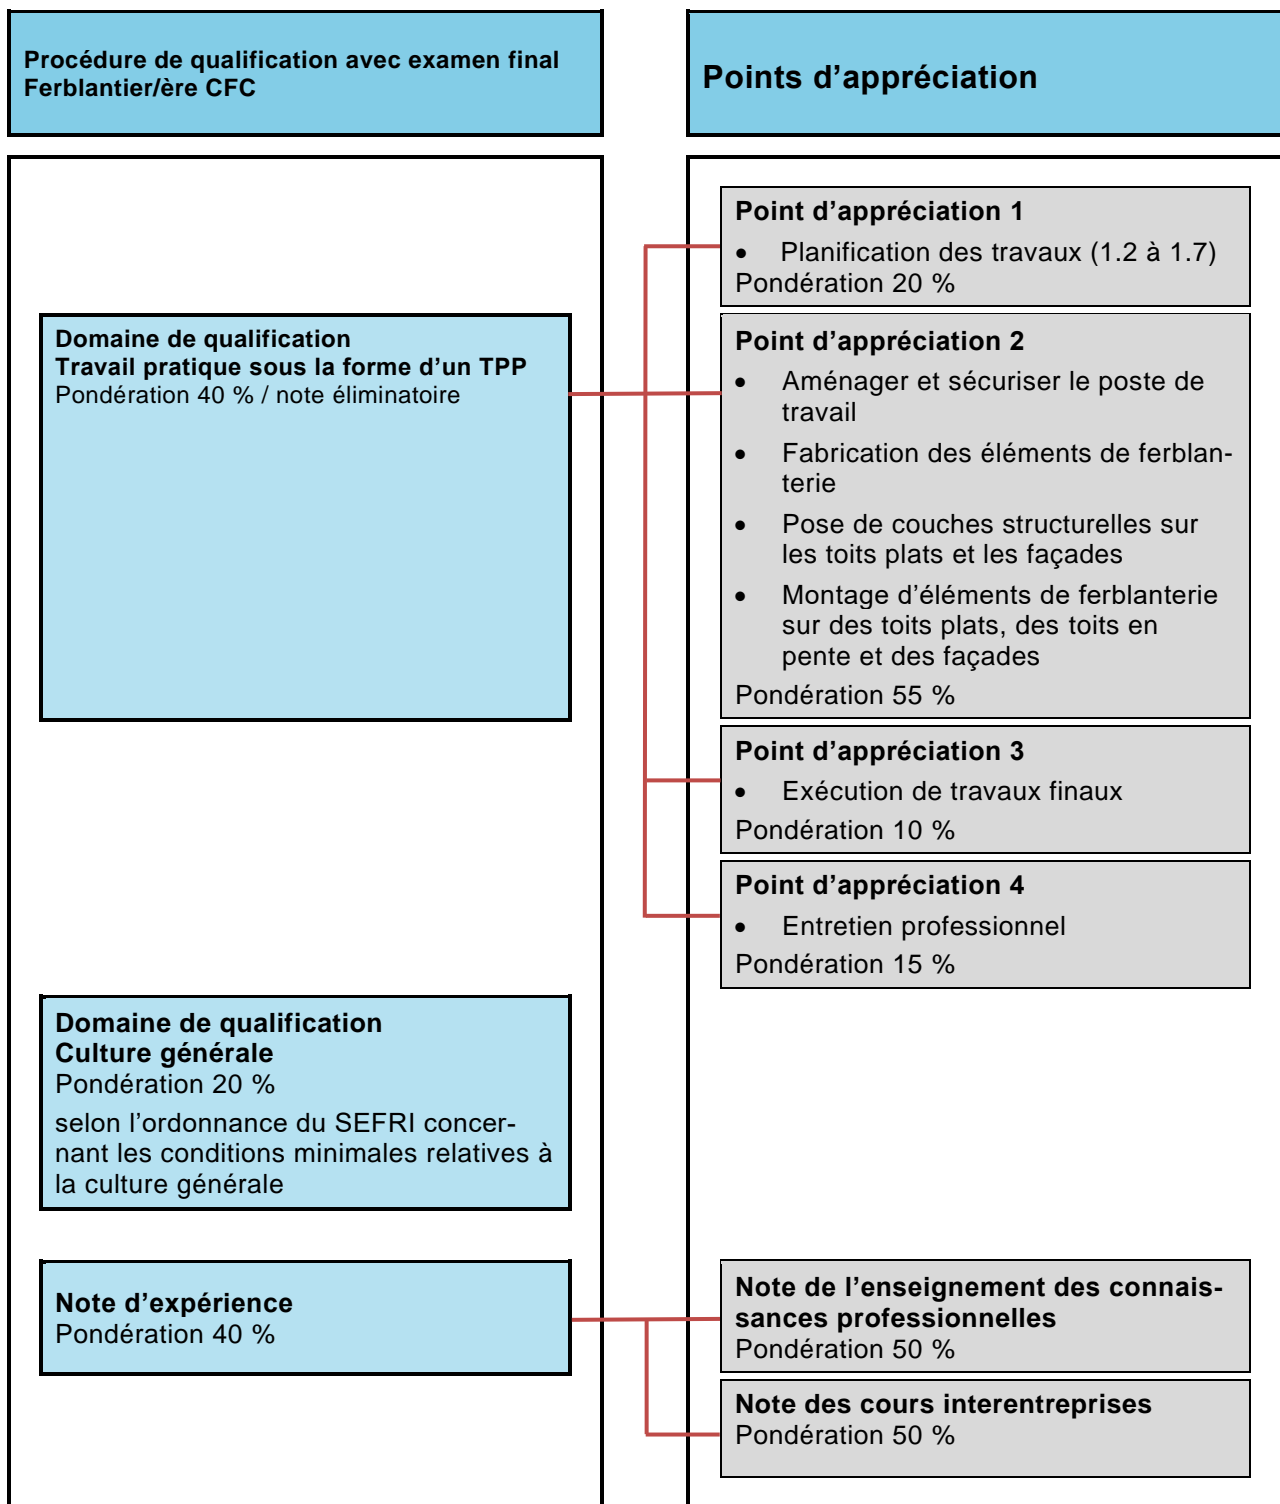 Procédure de qualification avec examen final
Ferblantier/ère CFC
Points d’appréciation
Domaine de qualification
Travail pratique sous la forme d’un TPP
Pondération 40 % / note éliminatoire
Point d’appréciation 1
• Planification des travaux (1.2 à 1.7)
Pondération 20 %
Point d’appréciation 2
• Aménager et sécuriser le poste de
travail
• Fabrication des éléments de ferblan-
terie
• Pose de couches structurelles sur
les toits plats et les façades
• Montage d’éléments de ferblanterie
sur des toits plats, des toits en
pente et des façades
Pondération 55 %
Point d’appréciation 3
• Exécution de travaux finaux
Pondération 10 %
Point d’appréciation 4
• Entretien professionnel
Pondération 15 %
Domaine de qualification
Culture générale
Pondération 20 %
selon l’ordonnance du SEFRI concer-
nant les conditions minimales relatives à
la culture générale
Note d’expérience
Pondération 40 %
Note de l’enseignement des connais-
sances professionnelles
Pondération 50 %
Note des cours interentreprises
Pondération 50 %